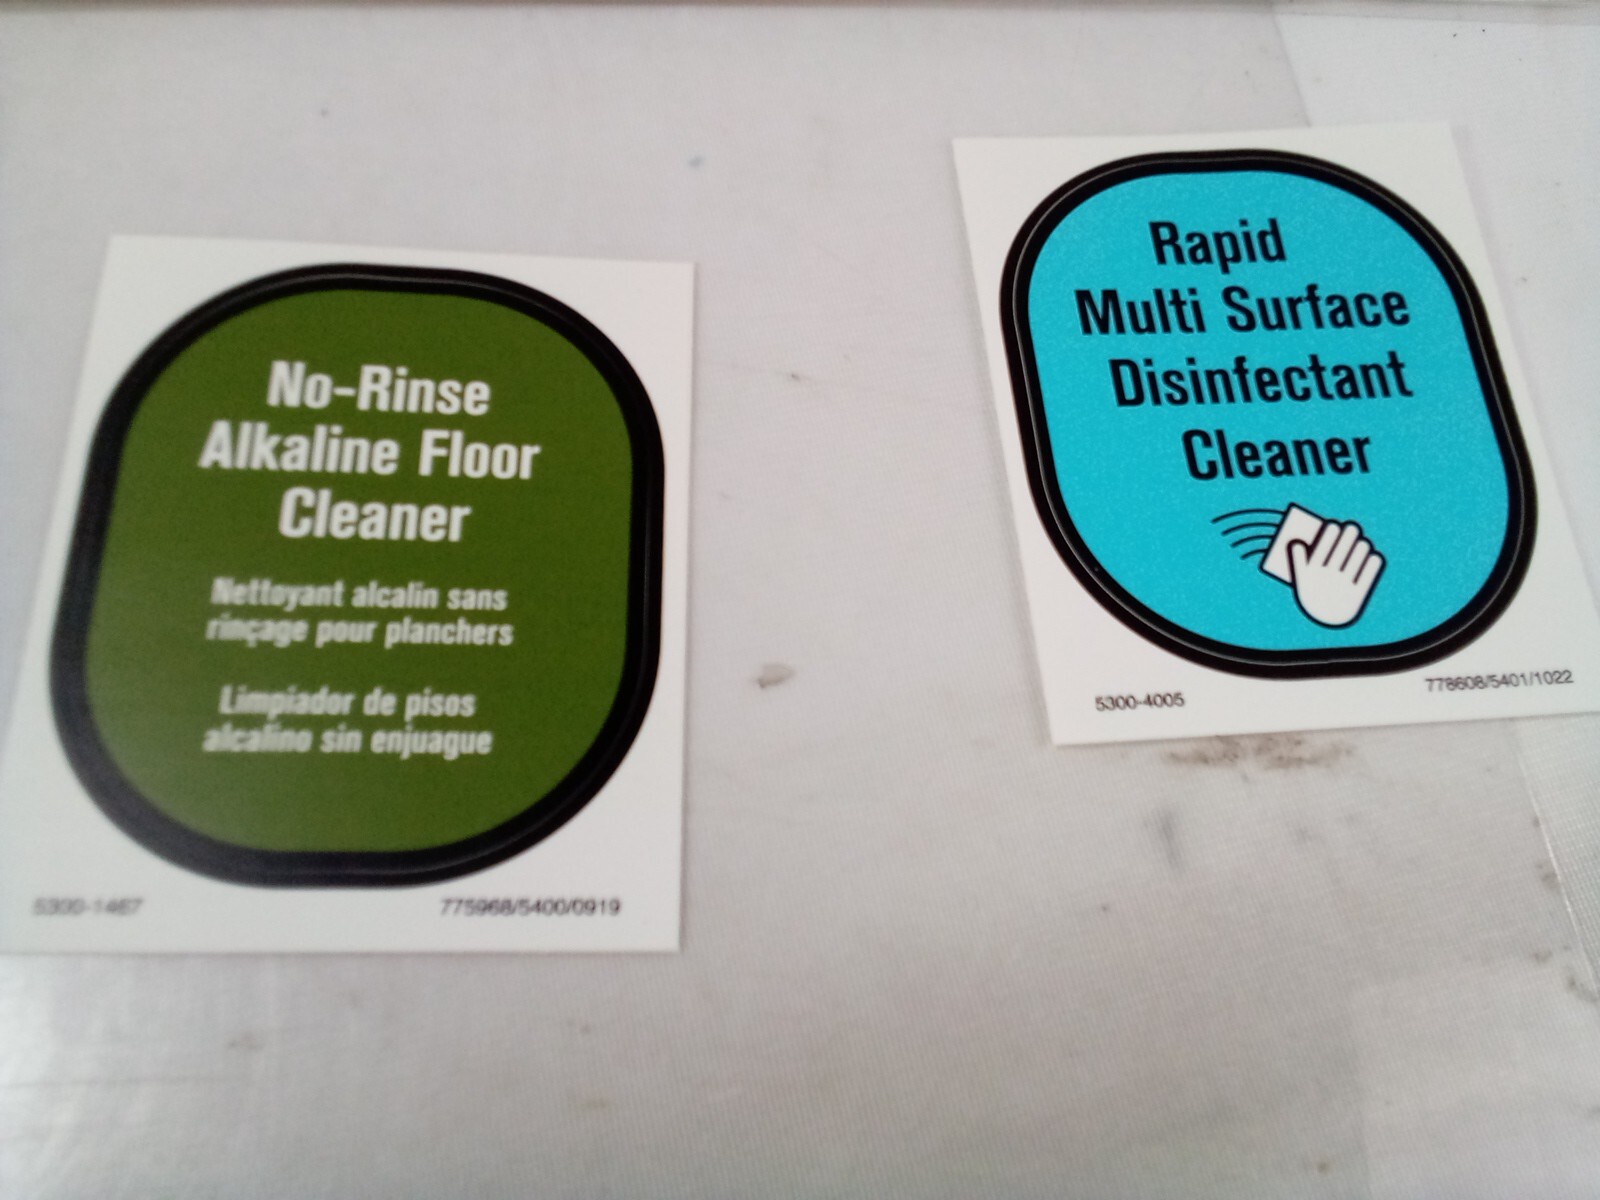 No-Rinse
Alkaline Floor
Cleaner
Nettoyant alcalin sans
rinçage pour planchers
Limpiador de pisos
alcalino sin enjuague
5300-1467
775968/5400/0919
Rapid
Multi Surface
Disinfectant
Cleaner
5300-4005
778608/5401/1022